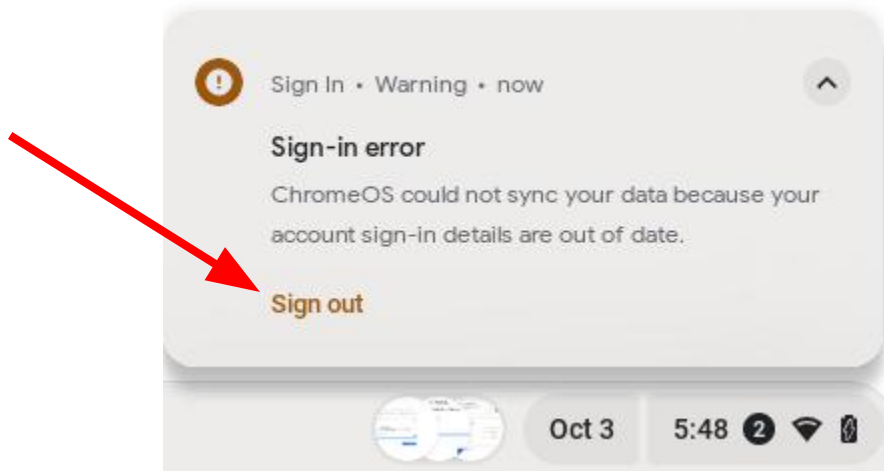 Sign In • Warning • now
Sign-in error
ChromeOS could not sync your data because your
account sign-in details are out of date.
Sign out
Oct 3
5:48 2